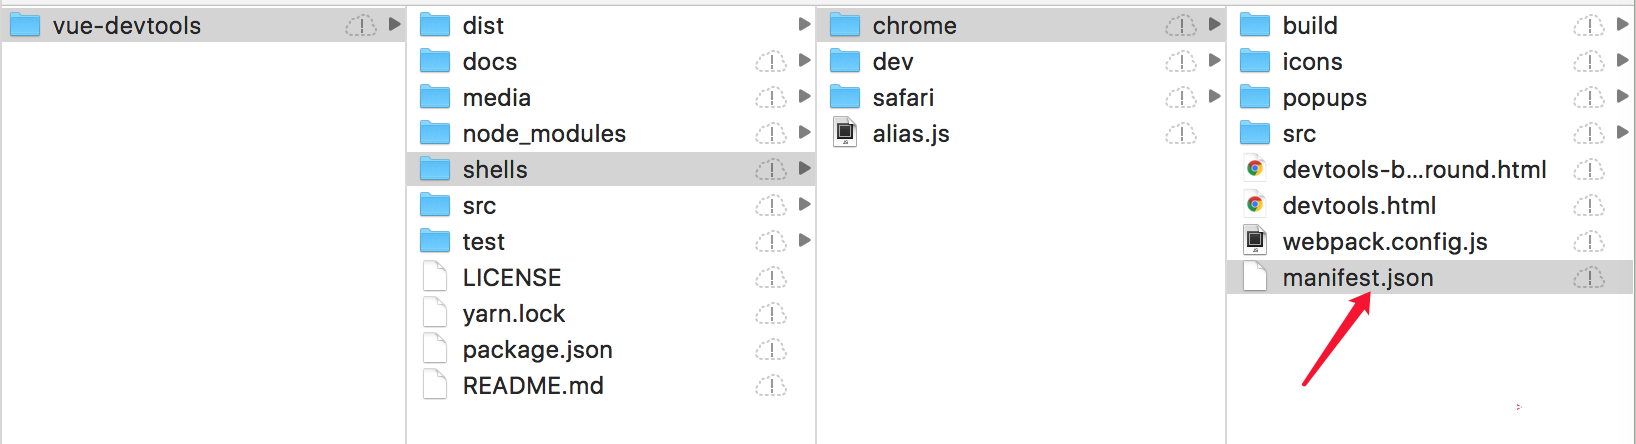 vue-devtools
dist
docs
media
node_modules
shells
src
test
LICENSE
yarn.lock
package.json
README.md
chrome
dev
safari
alias.js
build
icons
popups
src
devtools-b...round.html
devtools.html
webpack.config.js
manifest.json